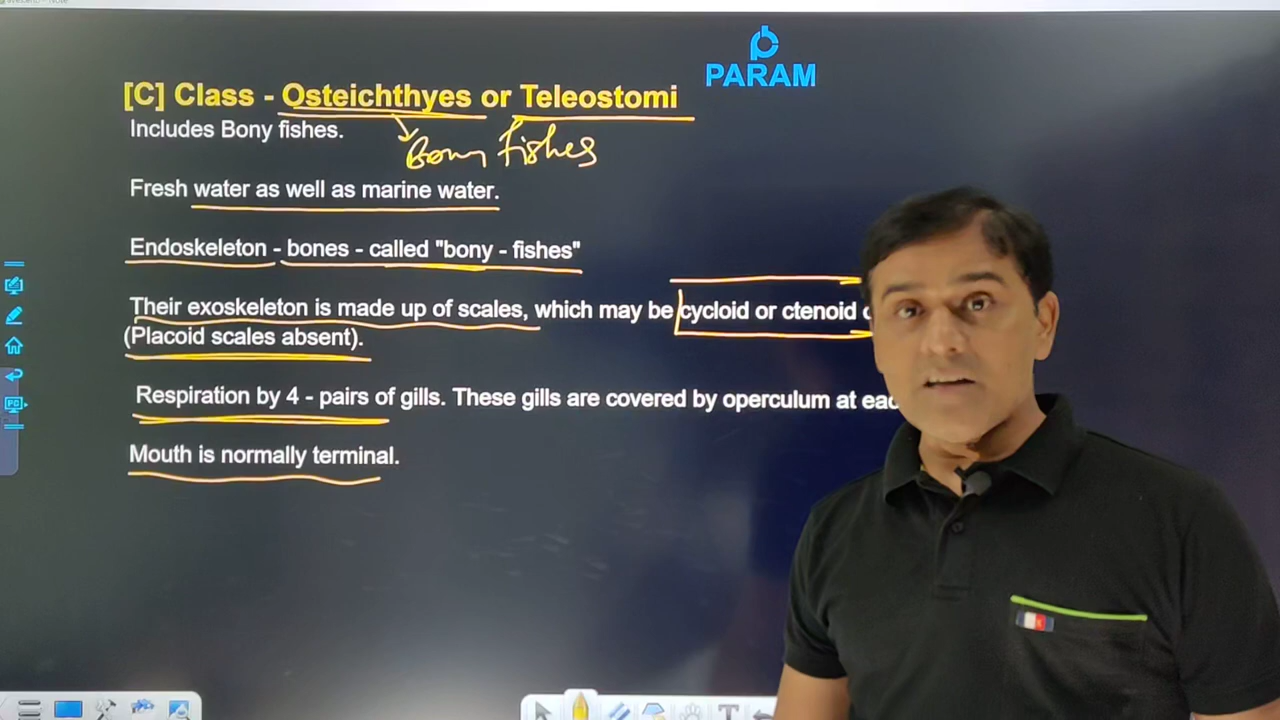 PARAM
[C] Class - Osteichthyes or Teleostomi
Includes Bony fishes.
Bony fishes
Fresh water as well as marine water.
Endoskeleton - bones - called "bony - fishes"
Their exoskeleton is made up of scales, which may be cycloid or ctenoid
(Placoid scales absent).
Respiration by 4 - pairs of gills. These gills are covered by operculum at
Mouth is normally terminal.